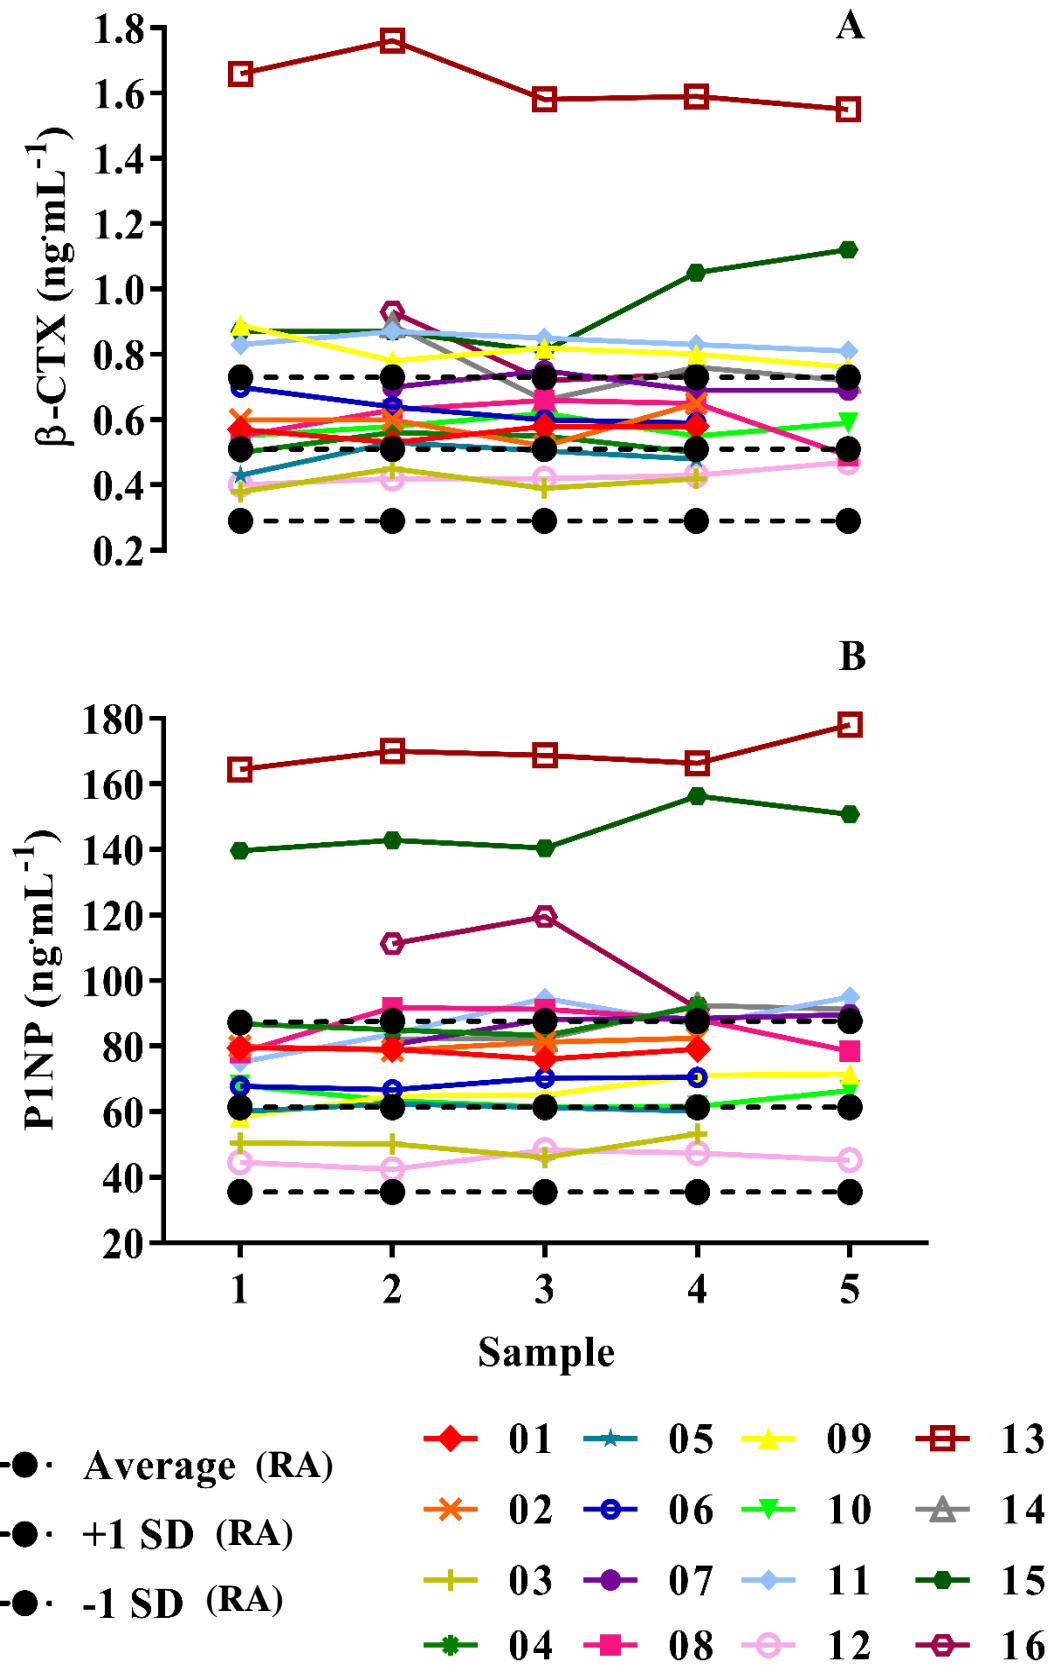 A
1.8
1.6
1.4
1.2
1.0
0.8
0.6
0.4
0.2
β-CTX (ng·mL⁻¹)
B
180
160
140
120
100
80
60
40
20
P1NP (ng·mL⁻¹)
1 2 3 4 5
Sample
Average (RA)
+1 SD (RA)
-1 SD (RA)
01 05 09 13
02 06 10 14
03 07 11 15
04 08 12 16